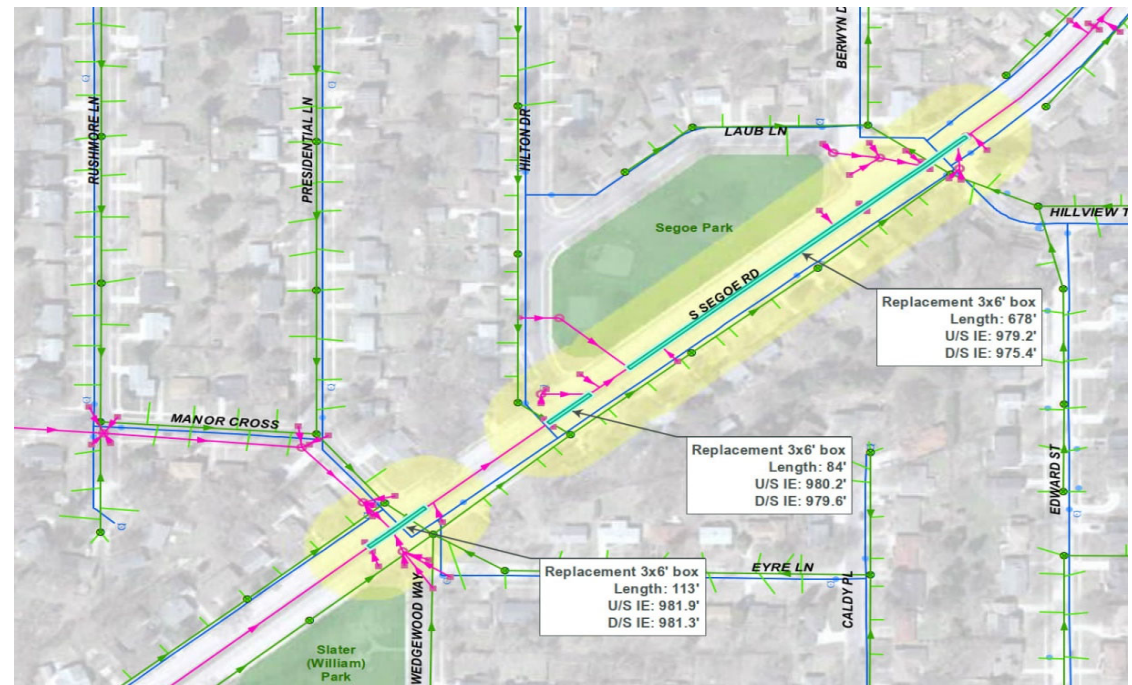 RUSHMORE LN
PRESIDENTIAL LN
HILTON DR
LAUB LN
BERWYN D
HILLVIEW T
Segoe Park
S SEGOE RD
Replacement 3x6' box
Length: 678'
U/S IE: 979.2'
D/S IE: 975.4'
MANOR CROSS
Replacement 3x6' box
Length: 84'
U/S IE: 980.2'
D/S IE: 979.6'
EDWARD ST
Replacement 3x6' box
Length: 113'
U/S IE: 981.9'
D/S IE: 981.3'
EYRE LN
CALDY PL
WEDGEWOOD WAY
Slater
(William)
Park